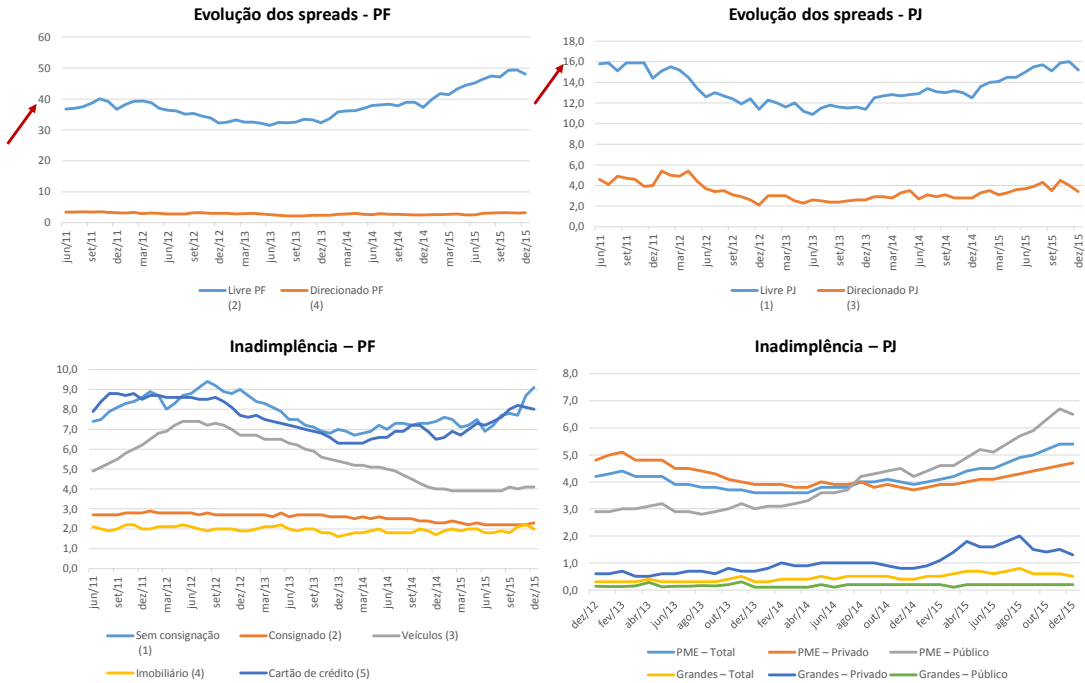 Evolução dos spreads - PF
60
50
40
30
20
10
0
jun/11
set/11
dez/11
mar/12
jun/12
set/12
dez/12
mar/13
jun/13
set/13
dez/13
mar/14
jun/14
set/14
dez/14
mar/15
jun/15
set/15
dez/15
Livre PF
(2)
Direcionado PF
(4)
Evolução dos spreads - PJ
18,0
16,0
14,0
12,0
10,0
8,0
6,0
4,0
2,0
0,0
jun/11
set/11
dez/11
mar/12
jun/12
set/12
dez/12
mar/13
jun/13
set/13
dez/13
mar/14
jun/14
set/14
dez/14
mar/15
jun/15
set/15
dez/15
Livre PJ
(1)
Direcionado PJ
(3)
Inadimplência – PF
10,0
9,0
8,0
7,0
6,0
5,0
4,0
3,0
2,0
1,0
0,0
jun/11
set/11
dez/11
mar/12
jun/12
set/12
dez/12
mar/13
jun/13
set/13
dez/13
mar/14
jun/14
set/14
dez/14
mar/15
jun/15
set/15
dez/15
Sem consignação
(1)
Consignado (2)
Veículos (3)
Imobiliário (4)
Cartão de crédito (5)
Inadimplência – PJ
8,0
7,0
6,0
5,0
4,0
3,0
2,0
1,0
0,0
dez/12
fev/13
abr/13
jun/13
ago/13
out/13
dez/13
fev/14
abr/14
jun/14
ago/14
out/14
dez/14
fev/15
abr/15
jun/15
ago/15
out/15
dez/15
PME – Total
PME – Privado
PME – Público
Grandes – Total
Grandes – Privado
Grandes – Público